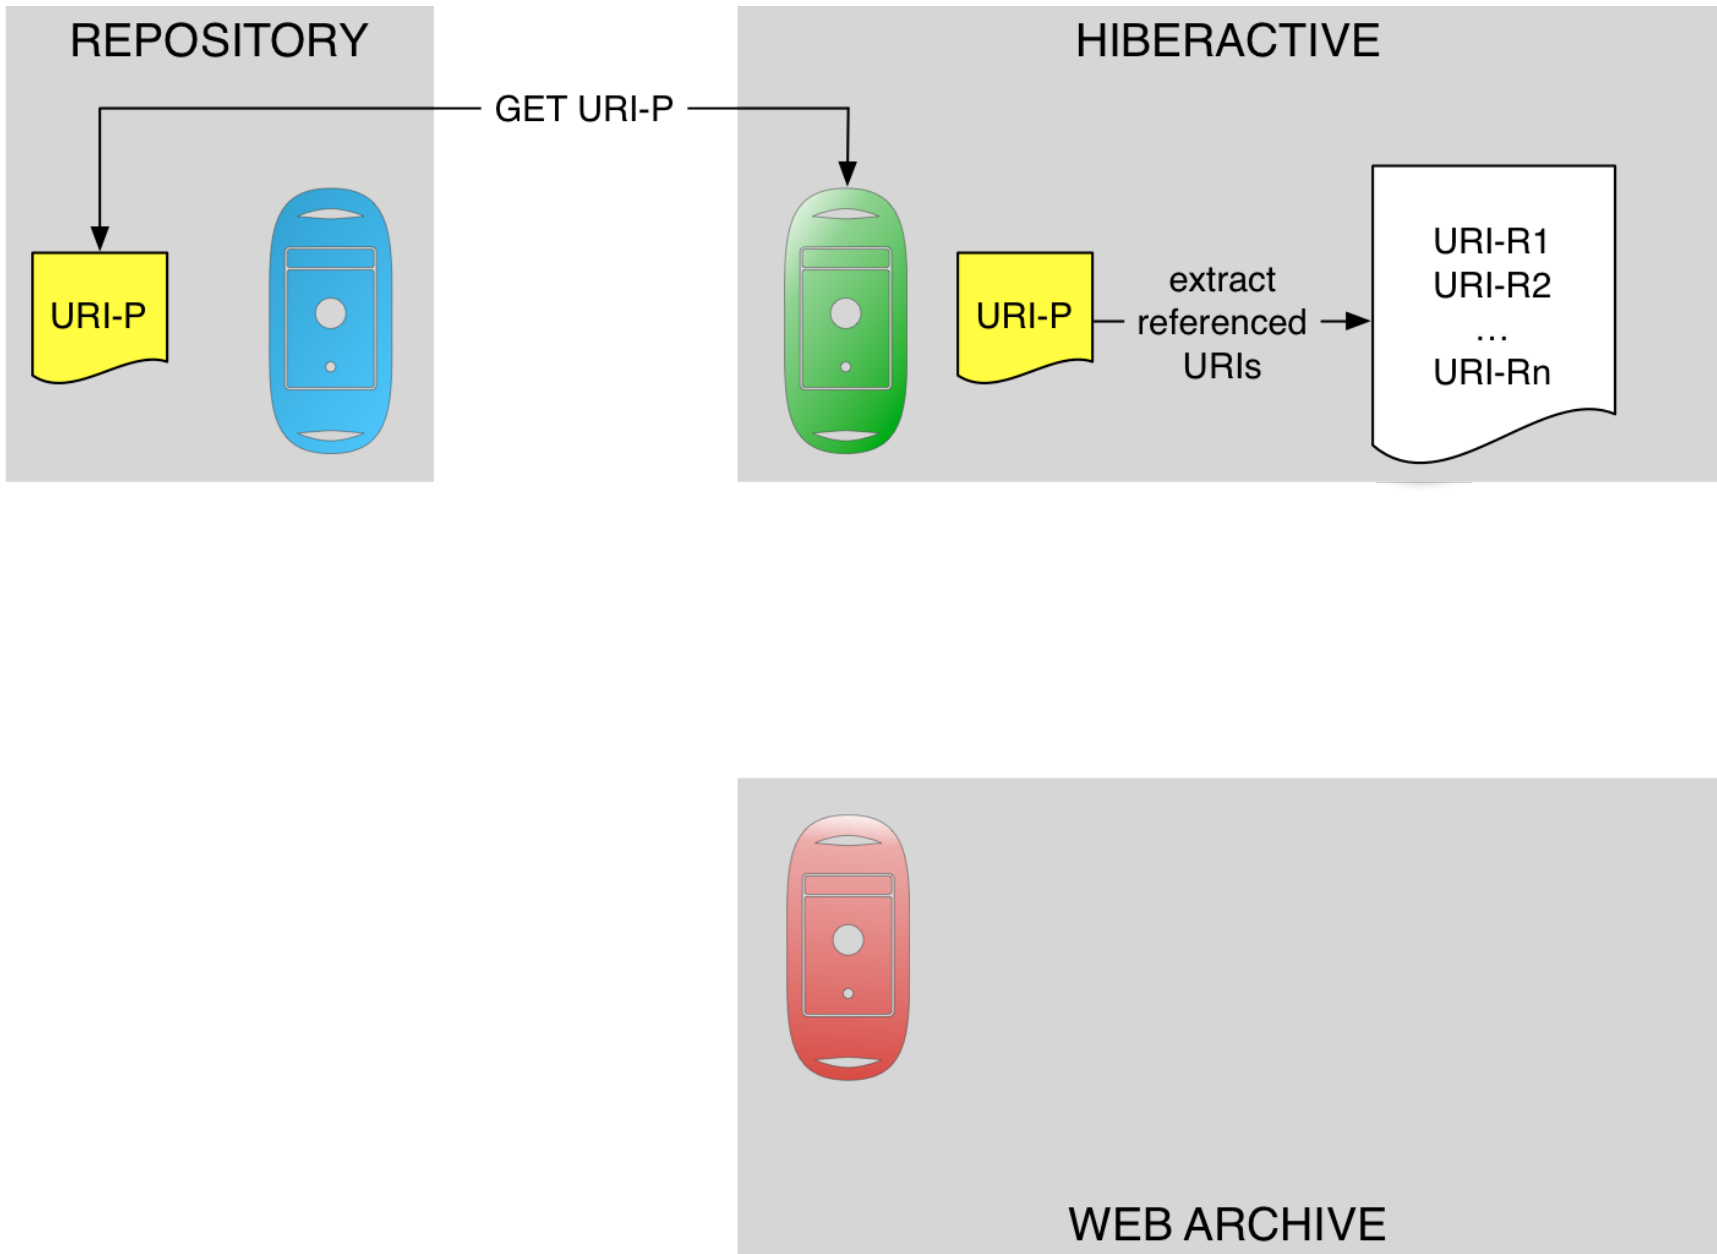 REPOSITORY
HIBERACTIVE
GET URI-P
URI-P
URI-P
extract
referenced
URIs
URI-R1
URI-R2
...
URI-Rn
WEB ARCHIVE